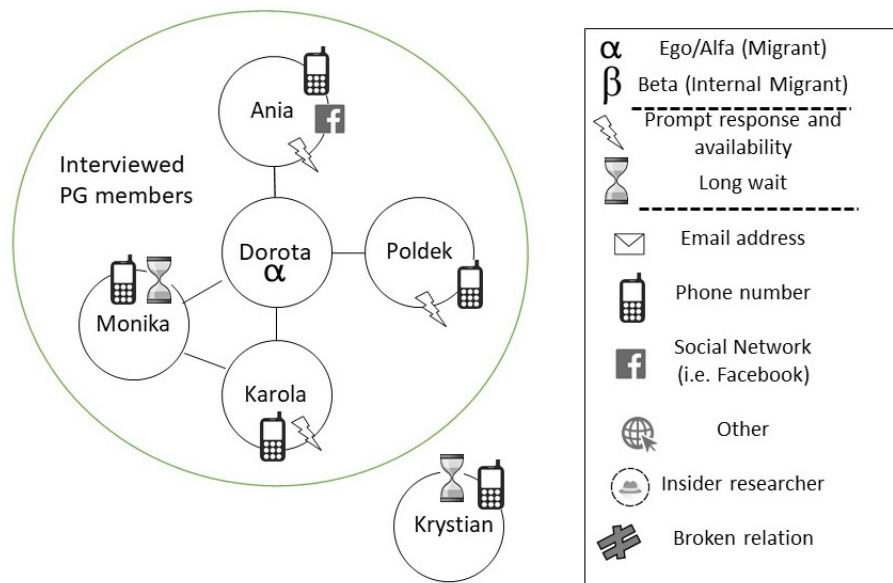 Ania
Interviewed
PG members
Dorota
α
Poldek
Monika
Karola
Krystian
α Ego/Alfa (Migrant)
β Beta (Internal Migrant)
Prompt response and
availability
Long wait
Email address
Phone number
Social Network
(i.e. Facebook)
Other
Insider researcher
Broken relation